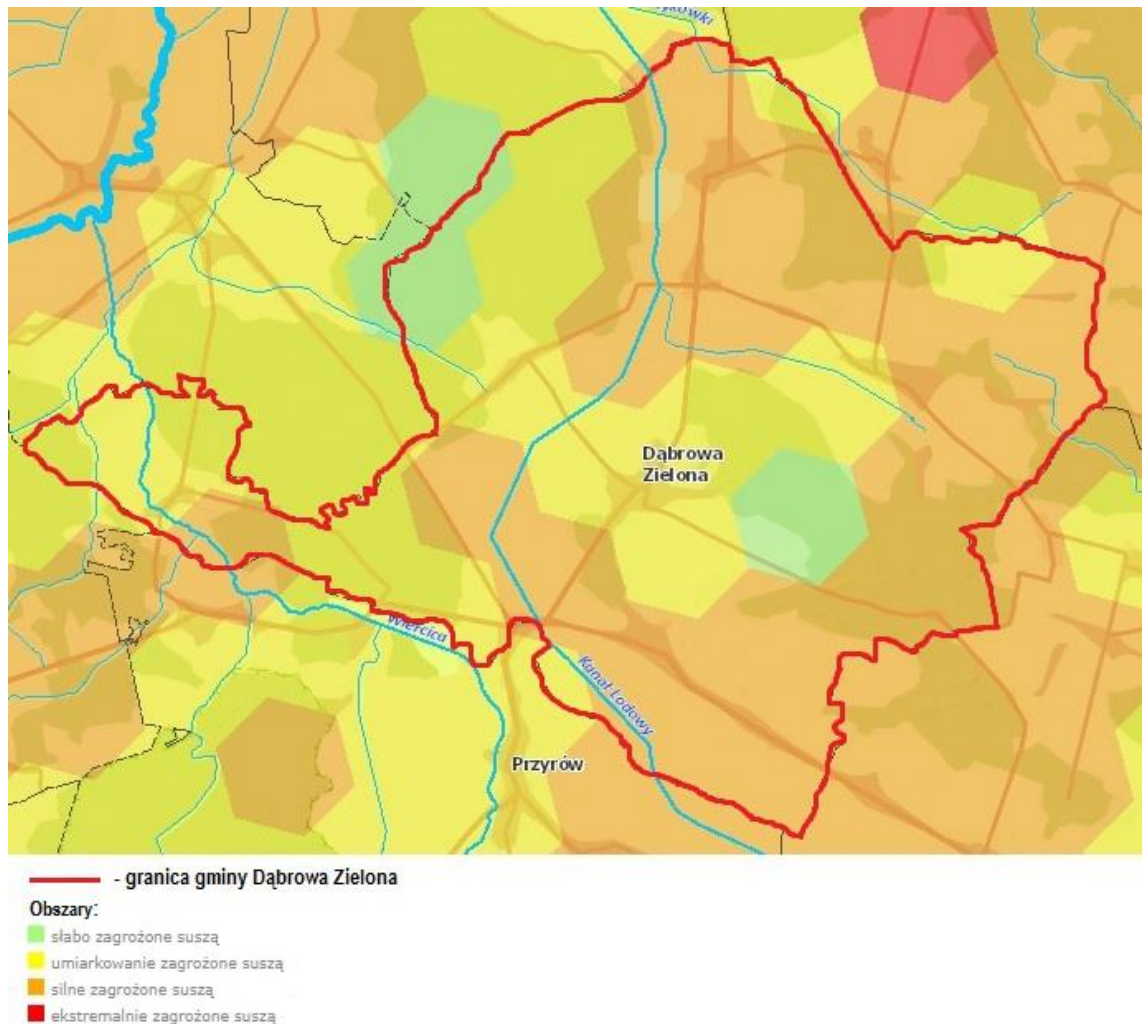 Dąbrowa
Zielona
Wiercica
Kanał Lodowy
Przyrów
- granica gminy Dąbrowa Zielona
Obszary:
słabo zagrożone suszą
umiarkowanie zagrożone suszą
silne zagrożone suszą
ekstremalnie zagrożone suszą